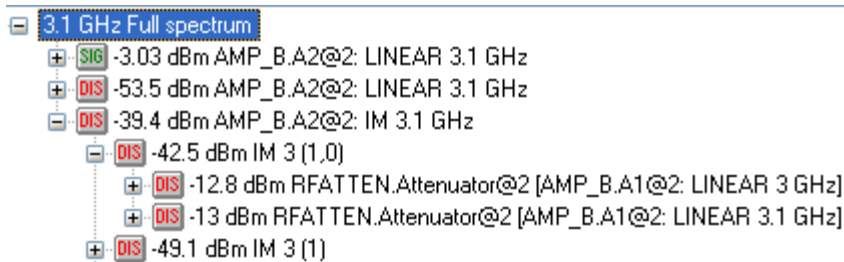 3.1 GHz Full spectrum
SIG -3.03 dBm AMP_B.A2@2: LINEAR 3.1 GHz
DIS -53.5 dBm AMP_B.A2@2: LINEAR 3.1 GHz
DIS -39.4 dBm AMP_B.A2@2: IM 3.1 GHz
DIS -42.5 dBm IM 3 (1,0)
DIS -12.8 dBm RFATTEN.Attenuator@2 [AMP_B.A1@2: LINEAR 3 GHz]
DIS -13 dBm RFATTEN.Attenuator@2 [AMP_B.A1@2: LINEAR 3.1 GHz]
DIS -49.1 dBm IM 3 (1)